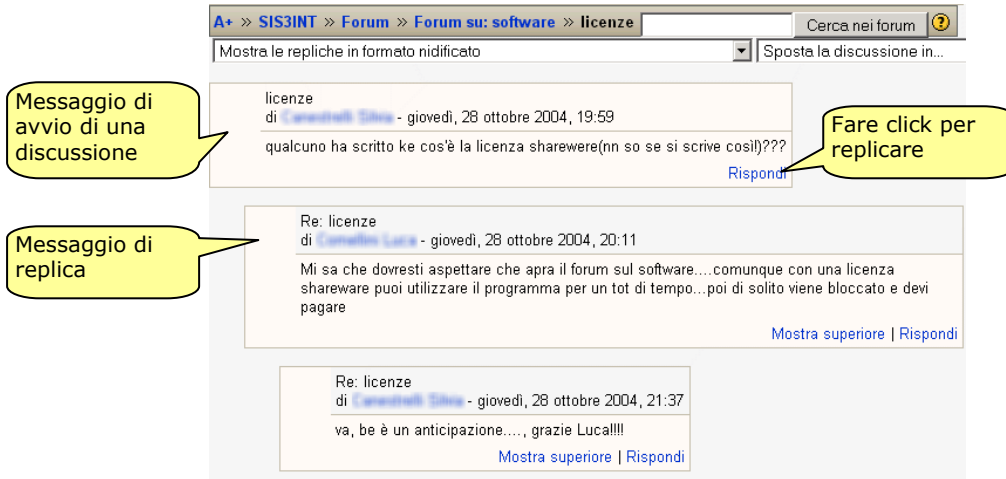 A+ » SIS3INT » Forum » Forum su: software » licenze Cerca nei forum ?
Mostra le repliche in formato nidificato Sposta la discussione in...
Messaggio di
avvio di una
discussione
licenze
di - giovedì, 28 ottobre 2004, 19:59
qualcuno ha scritto ke cos'è la licenza sharewere(nn so se si scrive così!)???
Rispondi
Fare click per
replicare
Messaggio di
replica
Re: licenze
di - giovedì, 28 ottobre 2004, 20:11
Mi sa che dovresti aspettare che apra il forum sul software....comunque con una licenza
shareware puoi utilizzare il programma per un tot di tempo...poi di solito viene bloccato e devi
pagare
Mostra superiore | Rispondi
Re: licenze
di - giovedì, 28 ottobre 2004, 21:37
va, be è un anticipazione...., grazie Luca!!!!
Mostra superiore | Rispondi